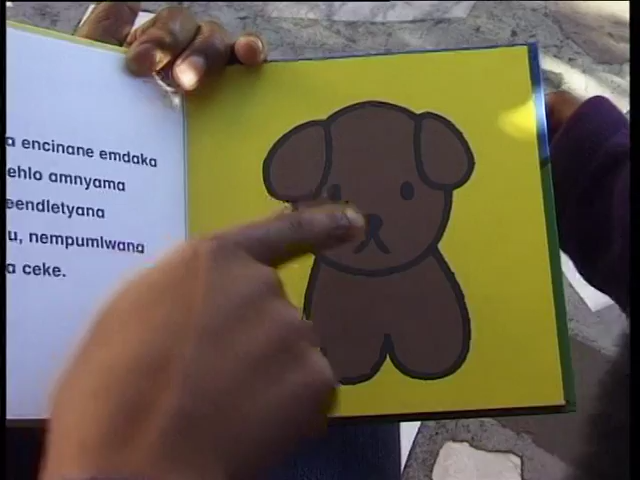 a encinane emdaka
ehlo amnyama
eendletyana
u, nempumlwana
a ceke.